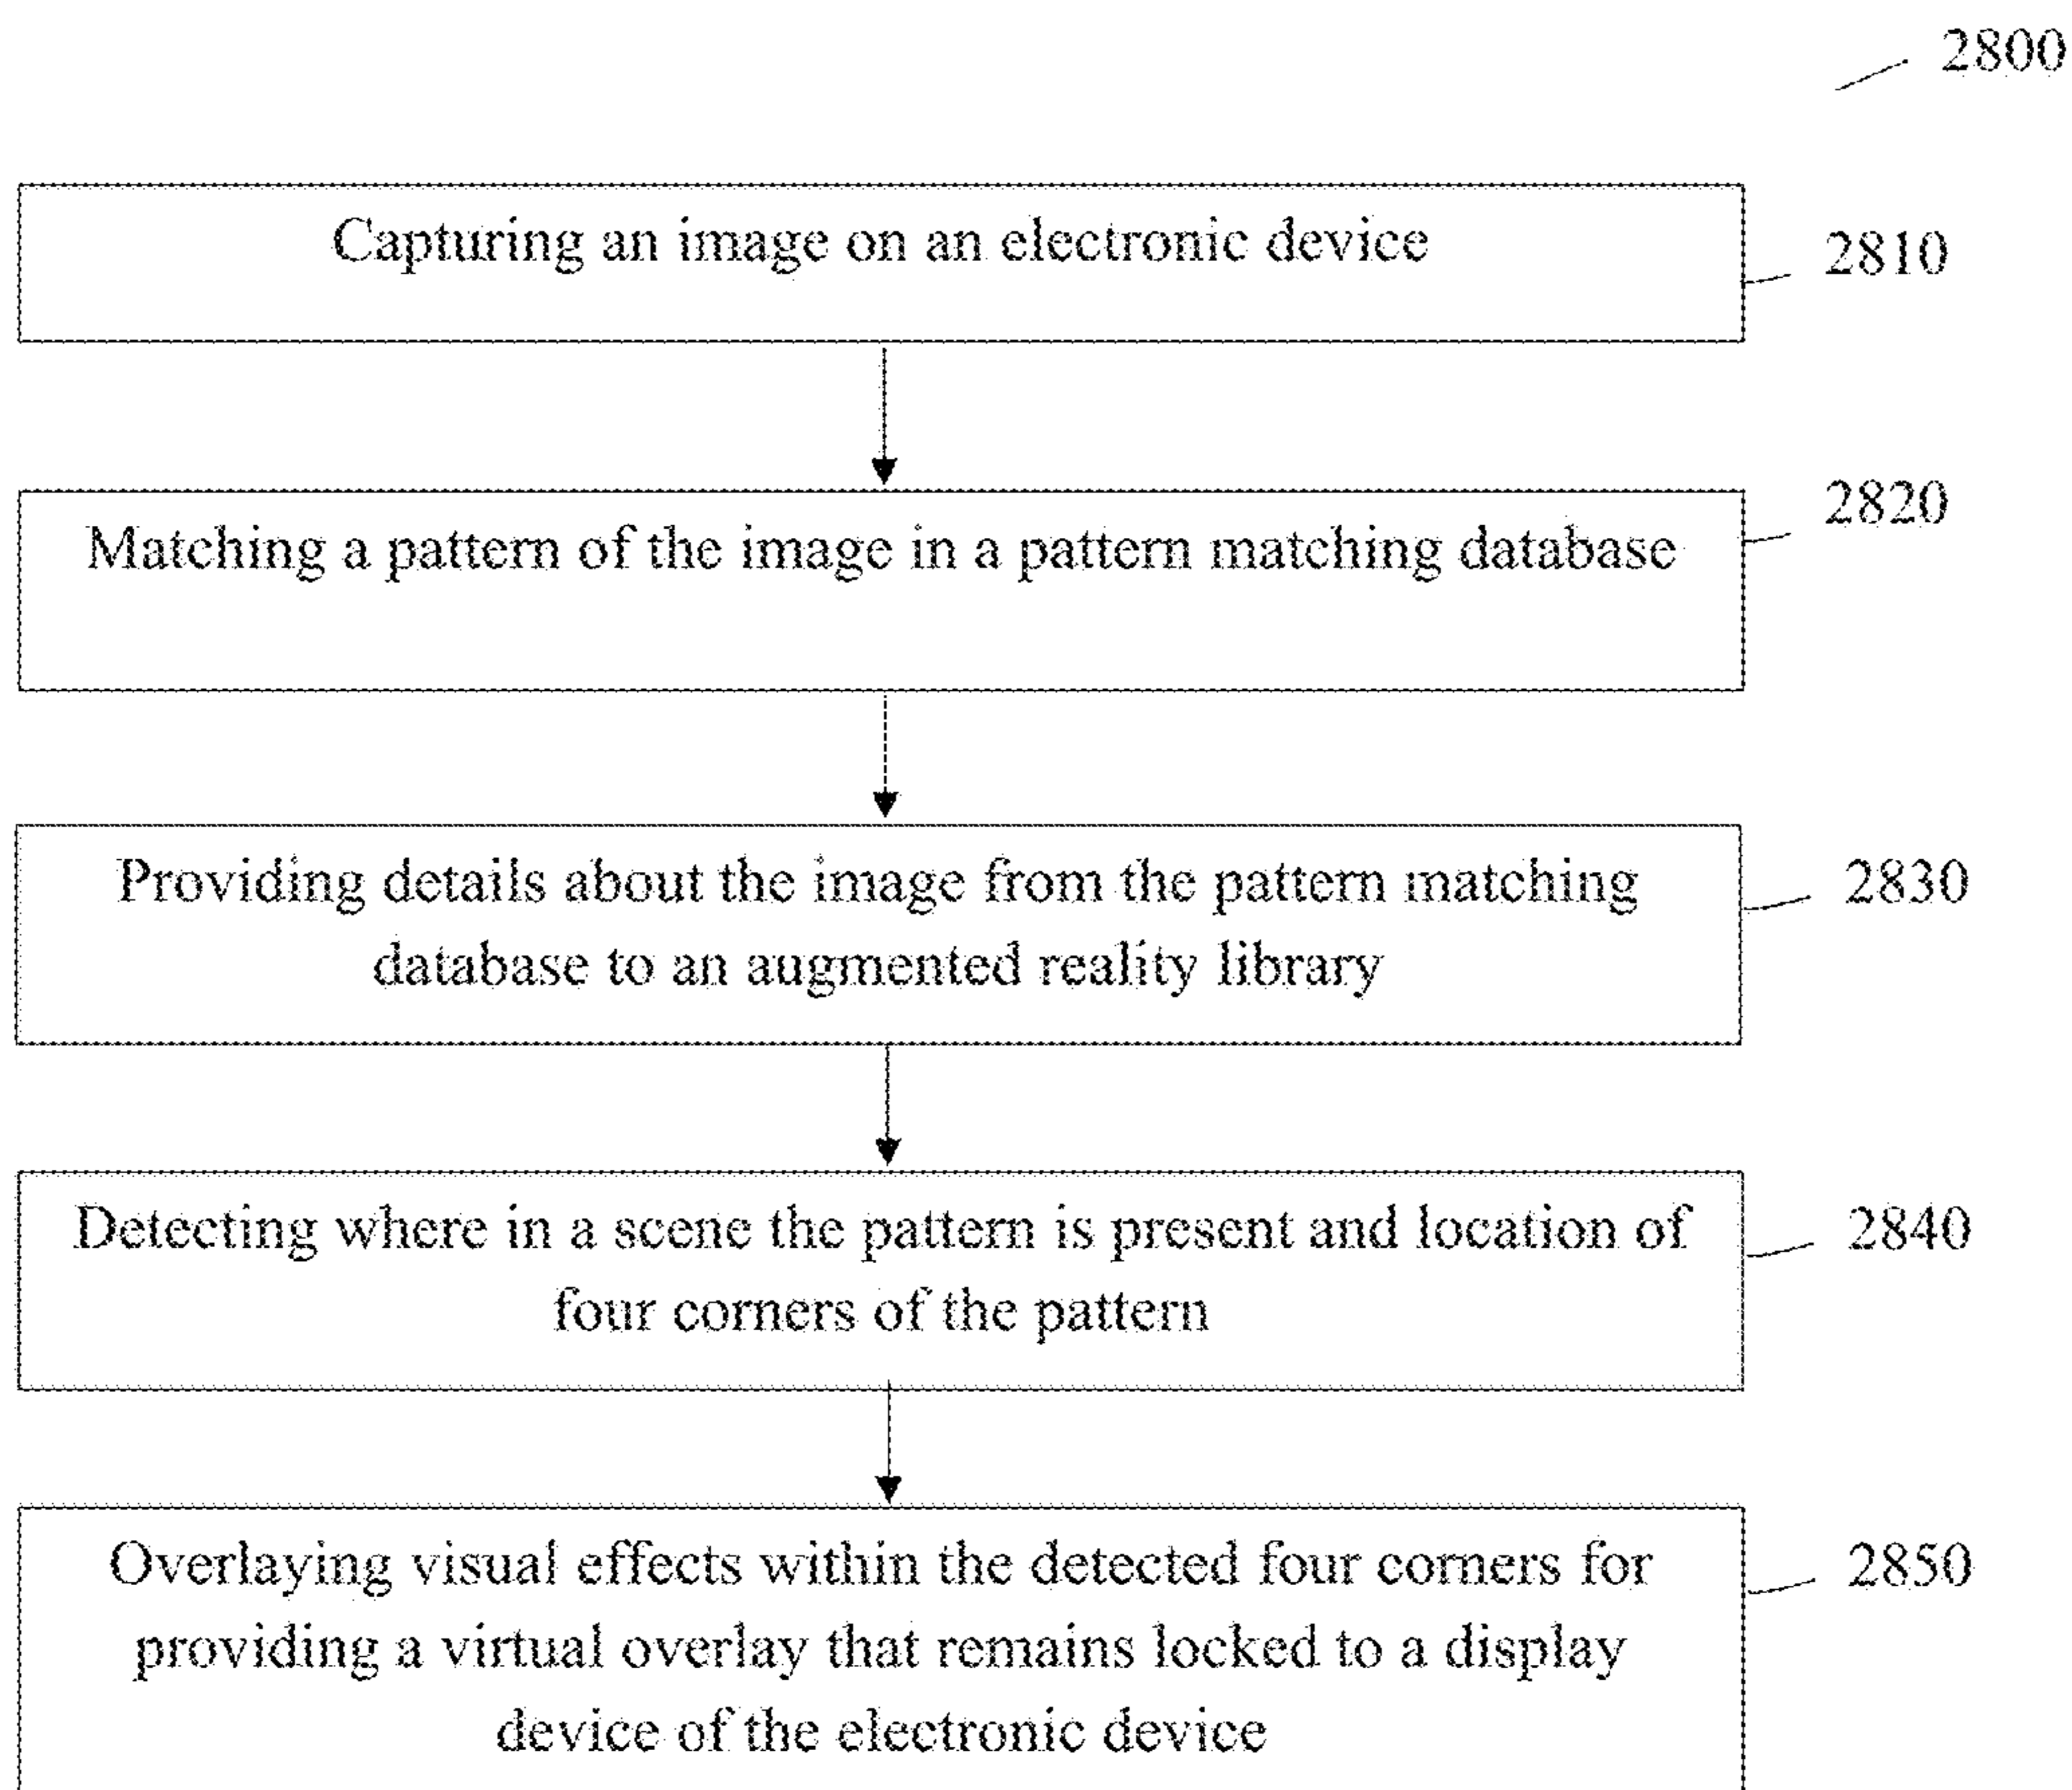 2800
Capturing an image on an electronic device
2810
Matching a pattern of the image in a pattern matching database
2820
Providing details about the image from the pattern matching
database to an augmented reality library
2830
Detecting where in a scene the pattern is present and location of
four corners of the pattern
2840
Overlaying visual effects within the detected four corners for
providing a virtual overlay that remains locked to a display
device of the electronic device
2850